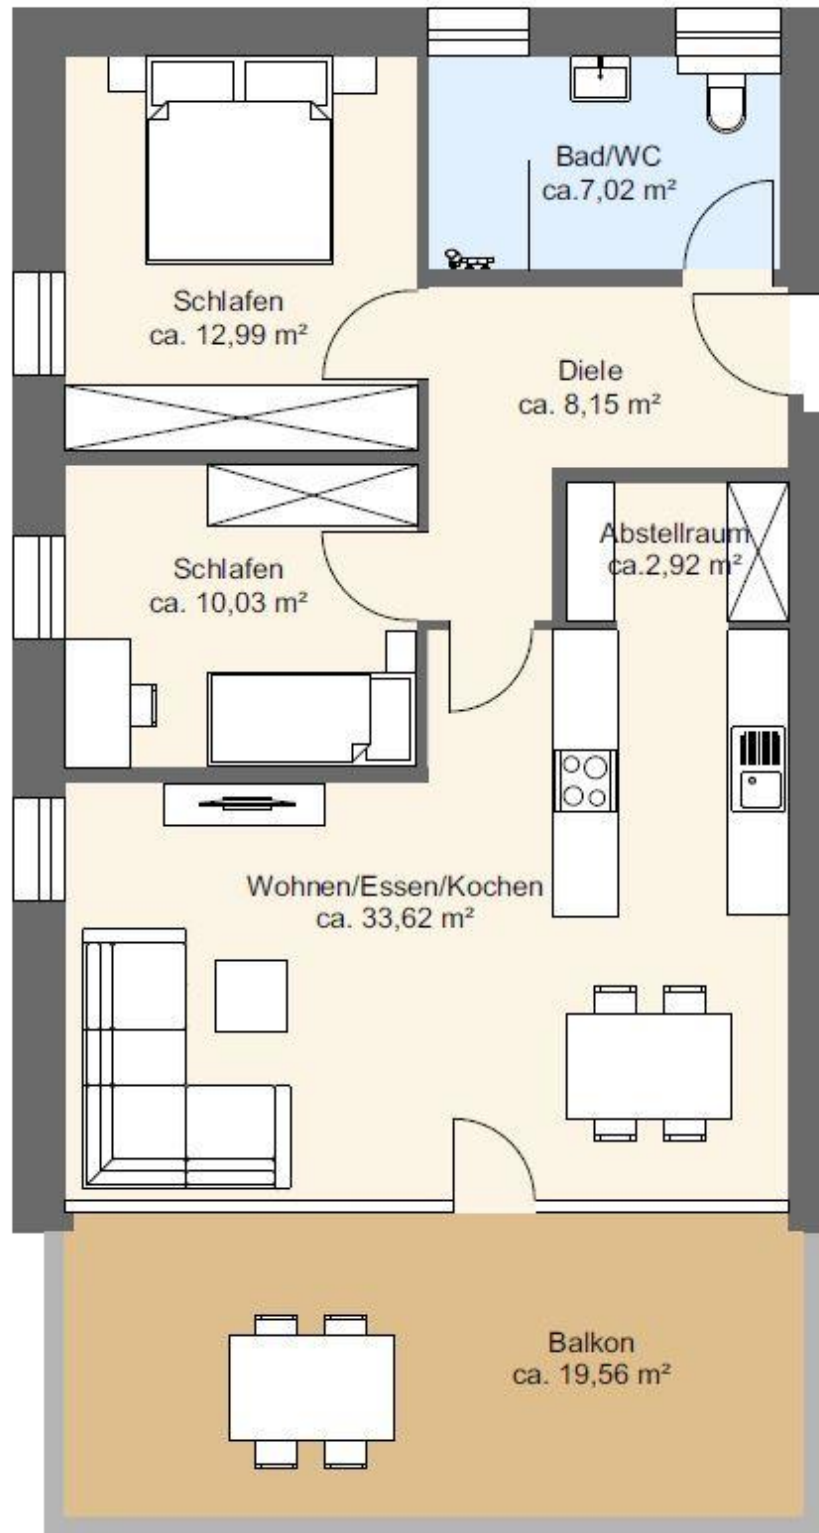 Bad/WC
ca.7,02 m²
Schlafen
ca. 12,99 m²
Diele
ca. 8,15 m²
Abstellraum
ca.2,92 m²
Schlafen
ca. 10,03 m²
Wohnen/Essen/Kochen
ca. 33,62 m²
Balkon
ca. 19,56 m²